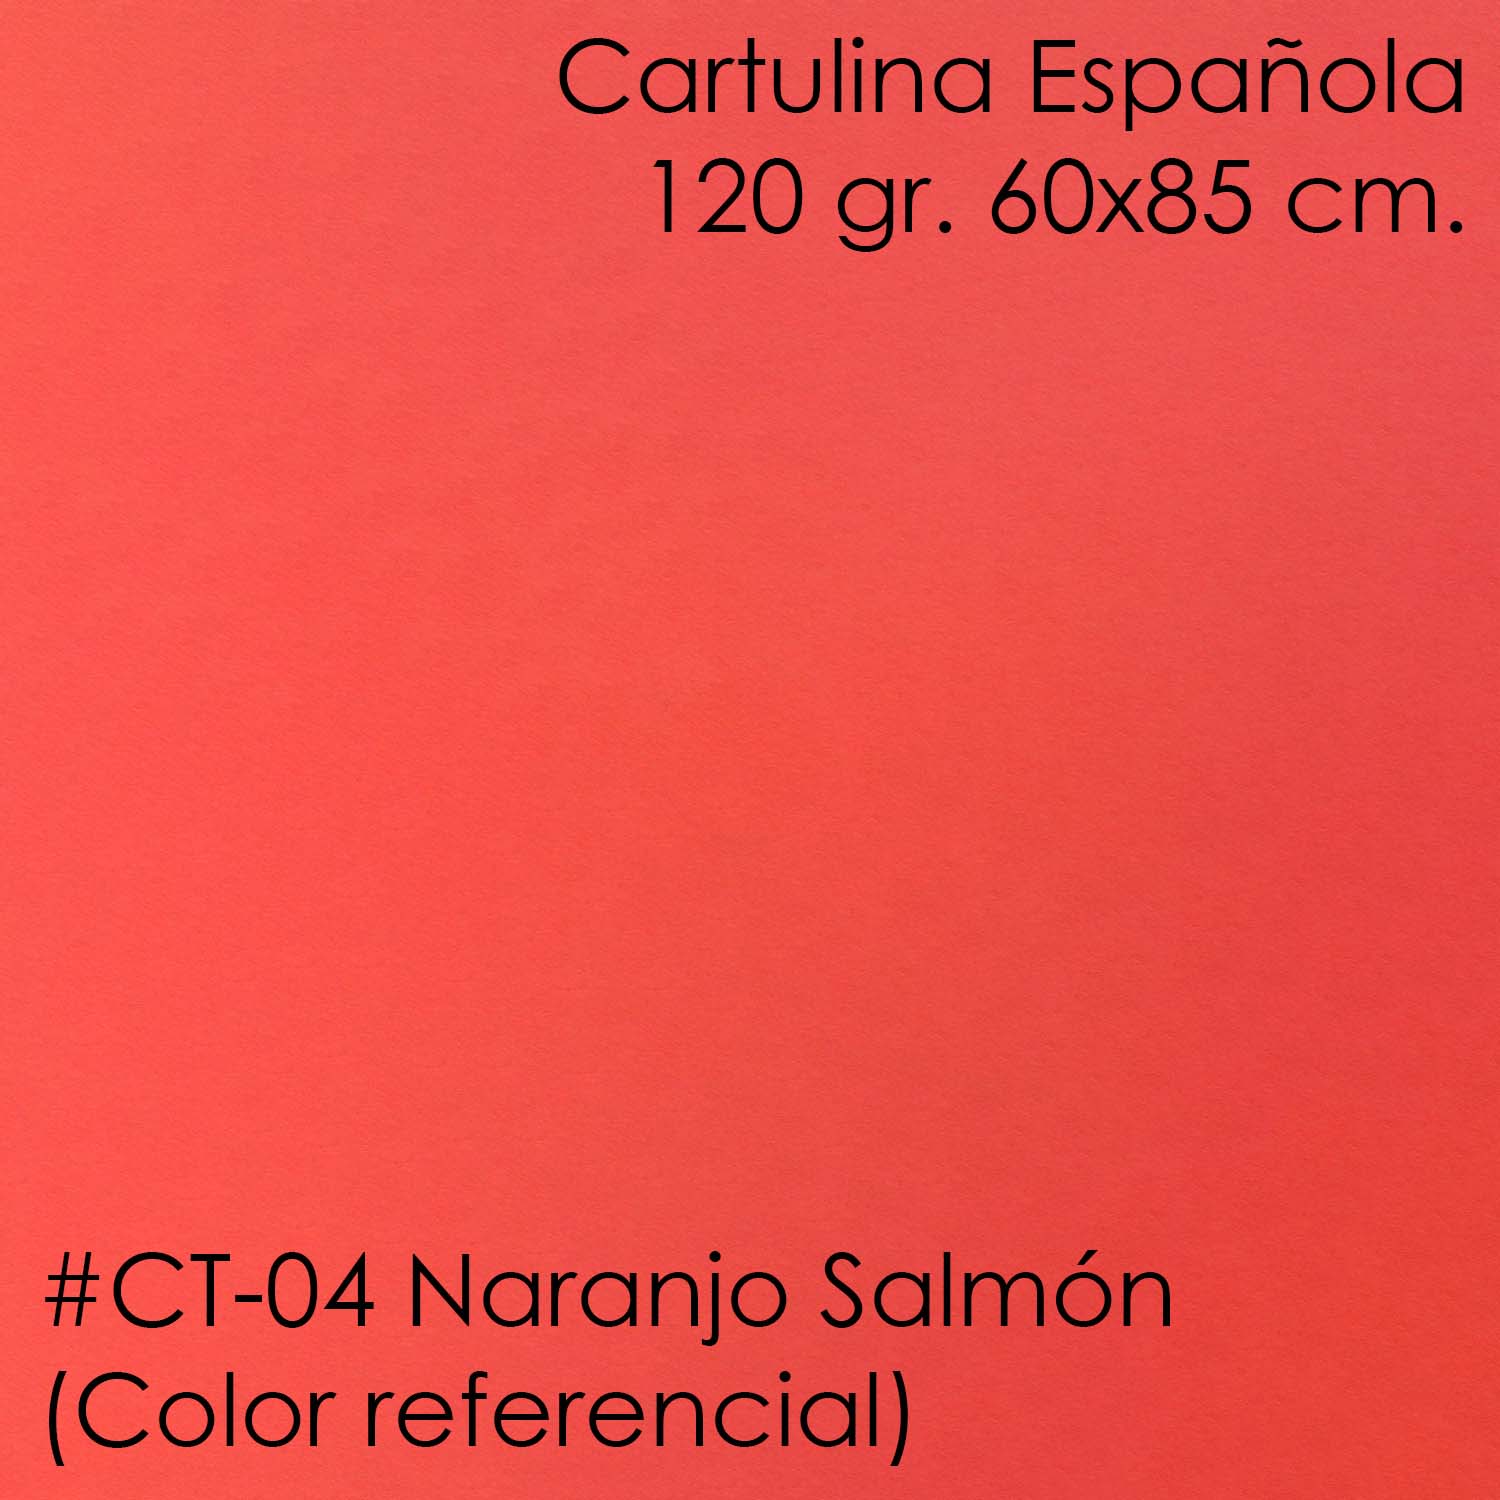 Cartulina Española
120 gr. 60x85 cm.
#CT-04 Naranjo Salmón
(Color referencial)